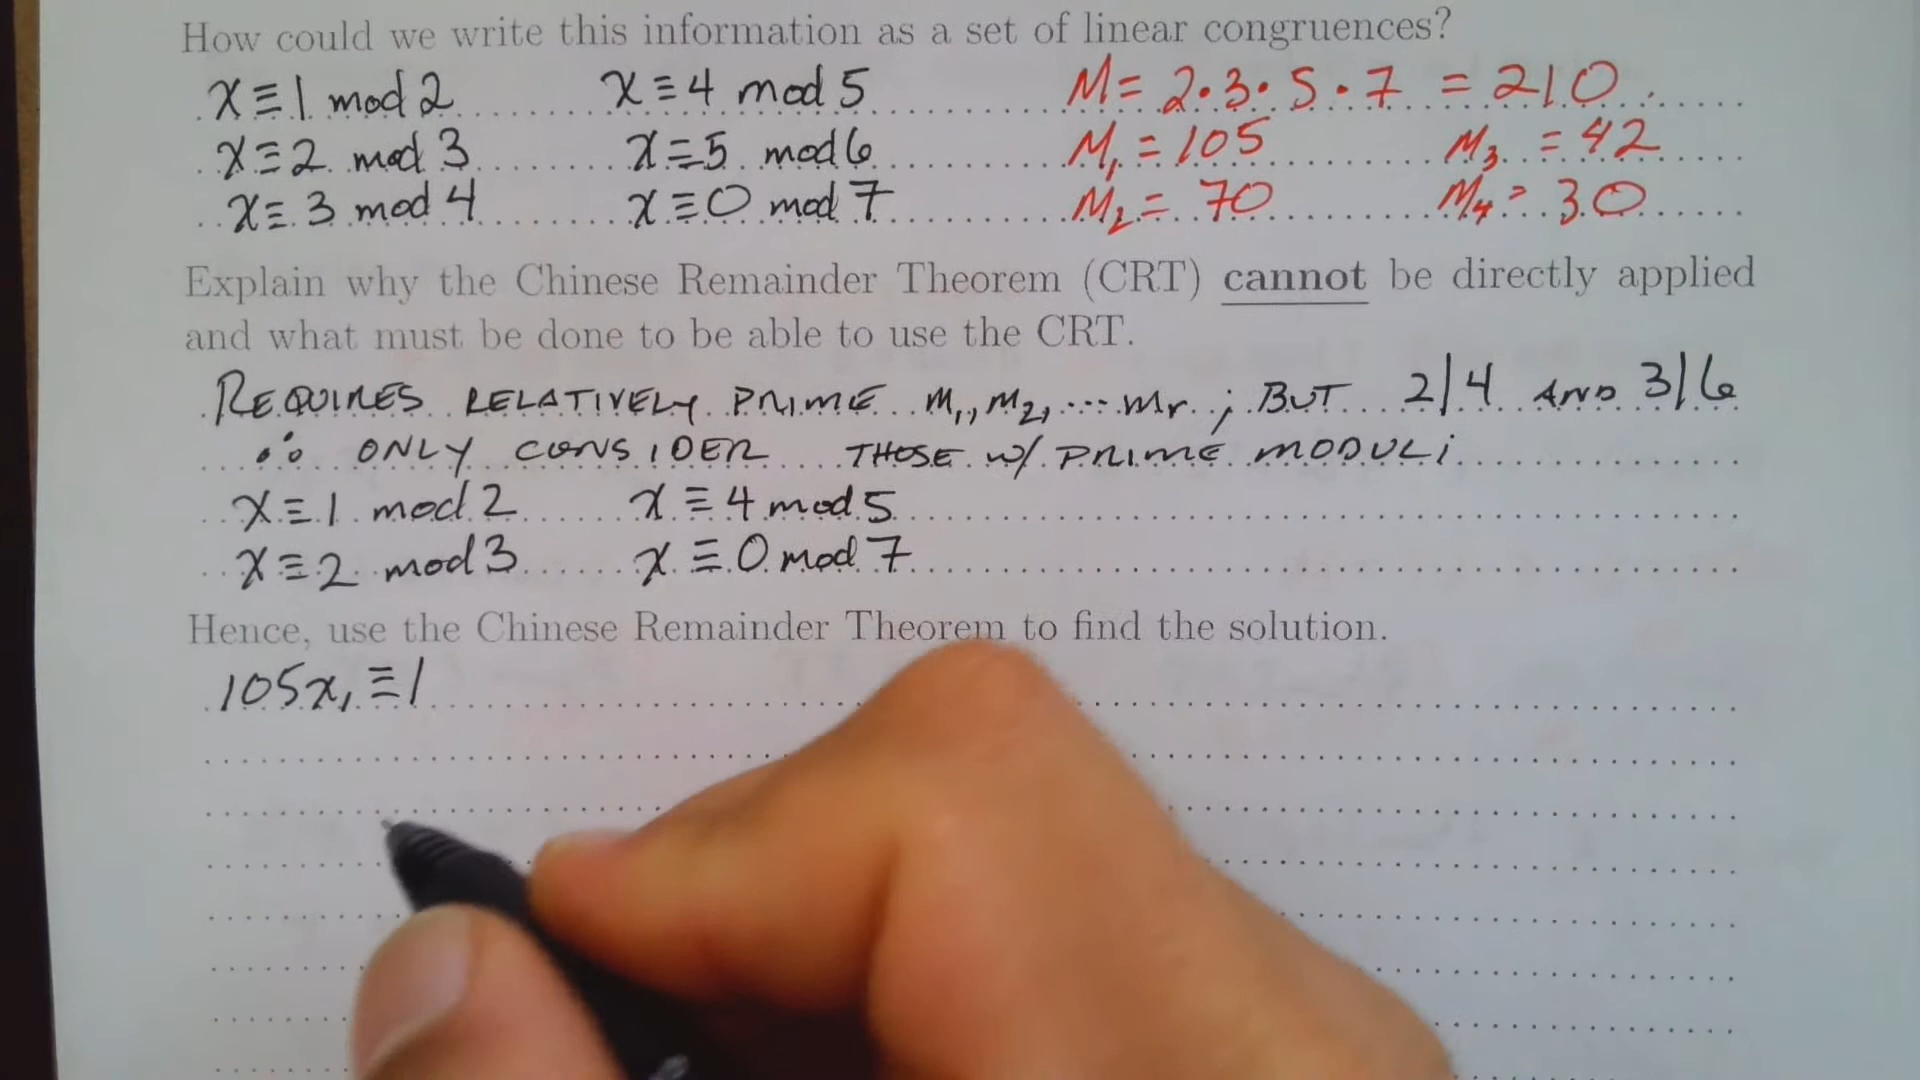 How could we write this information as a set of linear congruences?
x ≡ 1 mod 2 x ≡ 4 mod 5 M = 2·3·5·7 = 210
x ≡ 2 mod 3 x ≡ 5 mod 6 M₁ = 105 M₃ = 42
x ≡ 3 mod 4 x ≡ 0 mod 7 M₂ = 70 M₄ = 30
Explain why the Chinese Remainder Theorem (CRT) cannot be directly applied
and what must be done to be able to use the CRT.
REQUIRES RELATIVELY PRIME m₁, m₂, ... mr ; BUT 2|4 AND 3|6
∴ ONLY CONSIDER THOSE W/ PRIME MODULI
x ≡ 1 mod 2 x ≡ 4 mod 5
x ≡ 2 mod 3 x ≡ 0 mod 7
Hence, use the Chinese Remainder Theorem to find the solution.
105x₁ ≡ 1